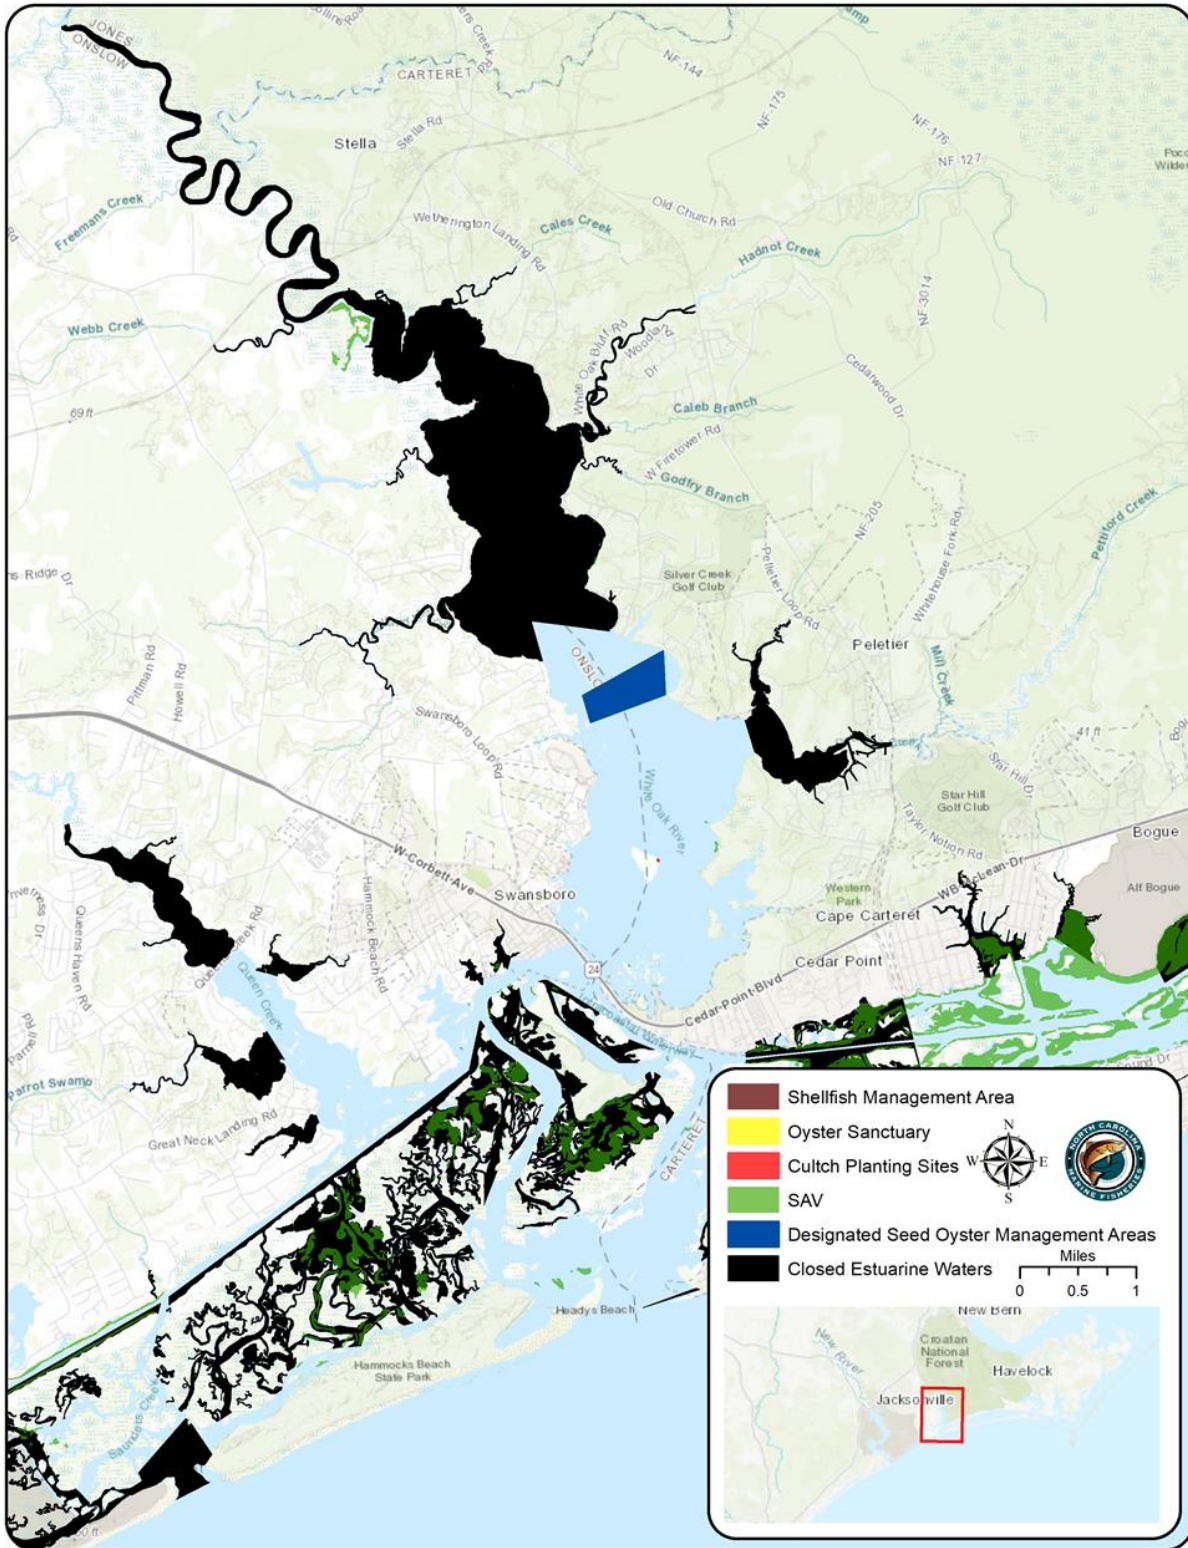 JONES
ONSLOW
Collins Road
Creek
Camp
NF-144
CARTERET
NF-175
Stella
Stella Rd
NF-176
NF-127
Freemans Creek
Wetherington Landing Rd
Cales Creek
Old Church Rd
Hadnot Creek
NF-3014
Webb Creek
White Oak Bluff Rd
Dr
Cedarwood Dr
69 ft
Caleb Branch
W Firetower Rd
Godfry Branch
NF-205
Pettiford Creek
Whitehouse Fork Rd
Silver Creek
Golf Club
Peletier Loop Rd
Peletier
Mill Creek
Pittman Rd
Howell Rd
Swansboro Loop Rd
White Oak River
41 ft
Star Hill Dr
Star Hill
Golf Club
Taylor Notion Rd
Bogue
Alf Bogue
W-Corbett-Ave
Swansboro
Western
Park
WB McLean-Dr
Cape Carteret
Cedar Point
24
Cedar-Point-Blvd
Queens Haven Rd
Hammock Beach Rd
Queen Creek
Parrot Swamp
Great Neck Landing Rd
CARTERET
Headys Beach
Hammocks Beach
State Park
Shellfish Management Area
Oyster Sanctuary
Cultch Planting Sites
SAV
Designated Seed Oyster Management Areas
Closed Estuarine Waters
N
W
E
S
NORTH CAROLINA
MARINE FISHERIES
Miles
0 0.5 1
New Bern
Croatan
National
Forest
New River
Havelock
Jacksonville